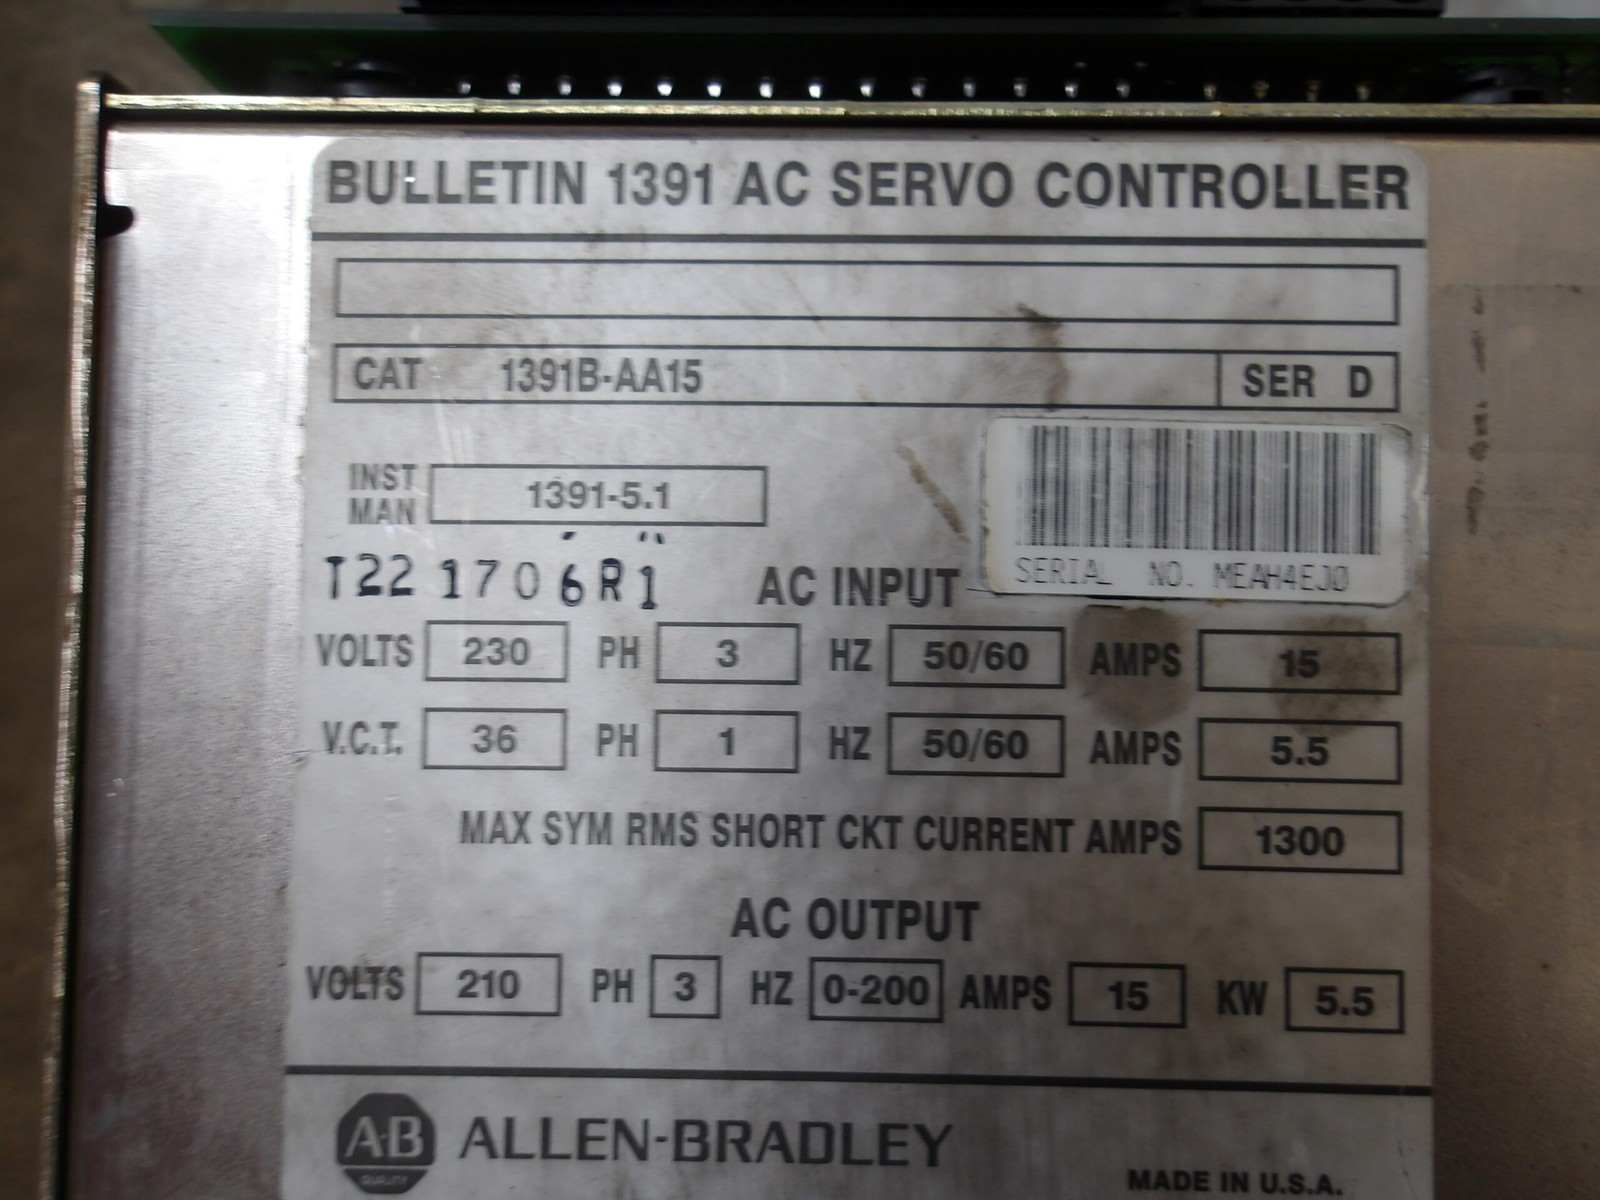 BULLETIN 1391 AC SERVO CONTROLLER
CAT 1391B-AA15 SER D
INST MAN 1391-5.1
SERIAL NO. MEAH4EJ0
T221706R1
AC INPUT
VOLTS 230 PH 3 HZ 50/60 AMPS 15
V.C.T. 36 PH 1 HZ 50/60 AMPS 5.5
MAX SYM RMS SHORT CKT CURRENT AMPS 1300
AC OUTPUT
VOLTS 210 PH 3 HZ 0-200 AMPS 15 KW 5.5
A-B ALLEN-BRADLEY
QUALITY
MADE IN U.S.A.